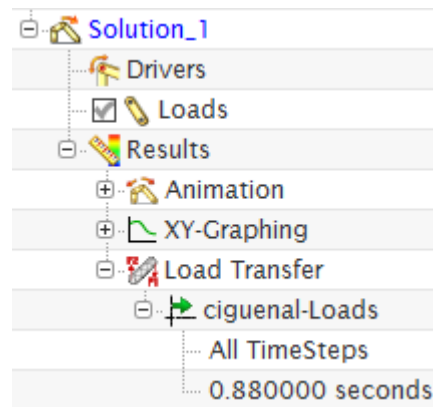 Solution_1
Drivers
Loads
Results
Animation
XY-Graphing
Load Transfer
ciguenal-Loads
All TimeSteps
0.880000 seconds